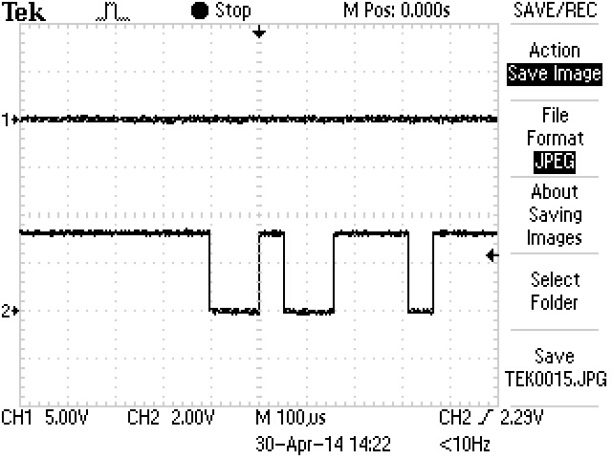 Tek Stop M Pos: 0.000s SAVE/REC
Action
Save Image
File
Format
JPEG
About
Saving
Images
Select
Folder
Save
TEK0015.JPG
1
2
CH1 5.00V CH2 2.00V M 100µs CH2 2.29V
30-Apr-14 14:22 <10Hz